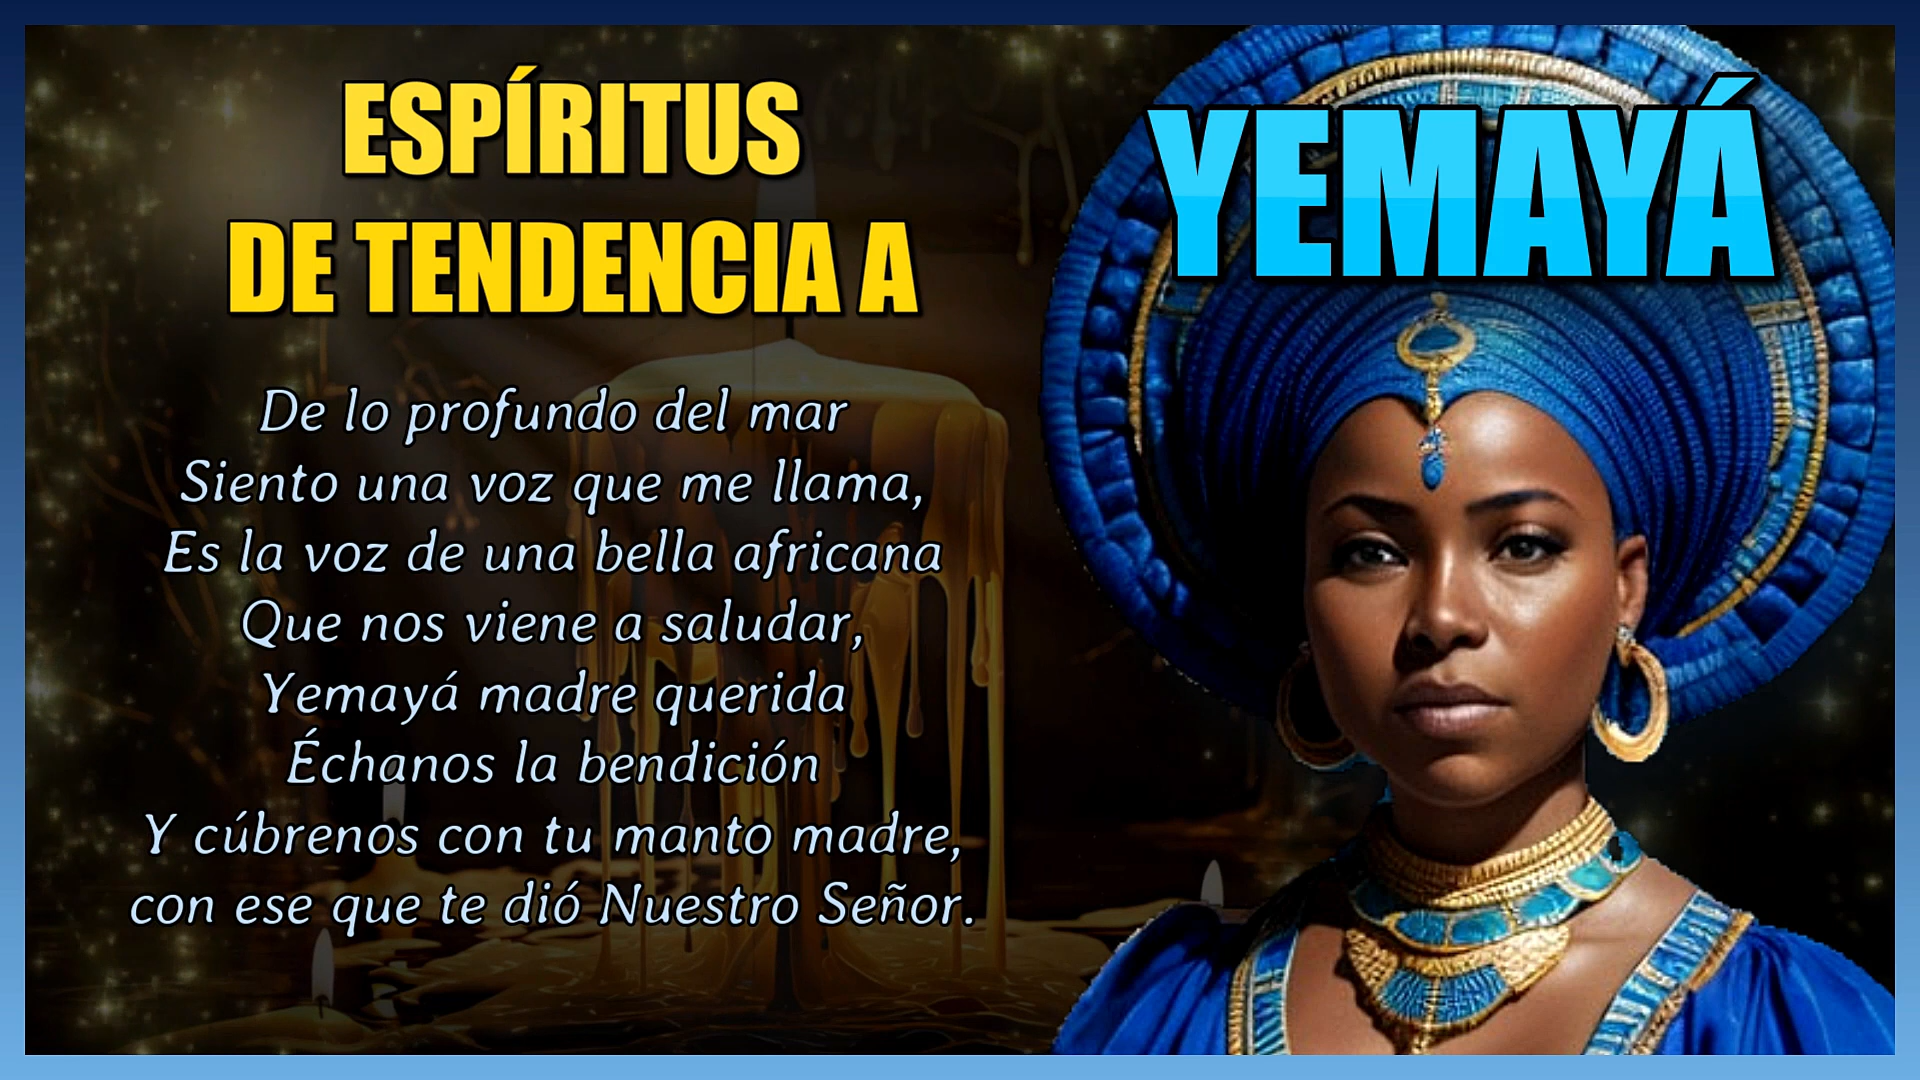 ESPÍRITUS
DE TENDENCIA A
YEMAYÁ
De lo profundo del mar
Siento una voz que me llama,
Es la voz de una bella africana
Que nos viene a saludar,
Yemayá madre querida
Échanos la bendición
Y cúbrenos con tu manto madre,
con ese que te dió Nuestro Señor.